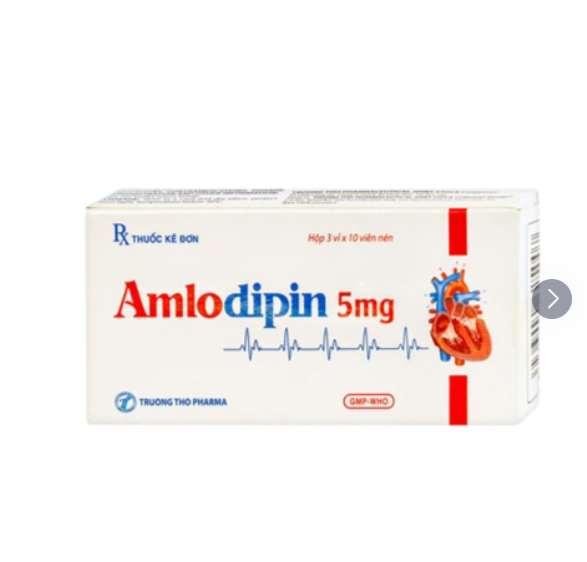 Rx THUỐC KÊ ĐƠN
Hộp 3 vỉ x 10 viên nén
Amlodipin 5mg
TRUONG THO PHARMA
GMP-WHO